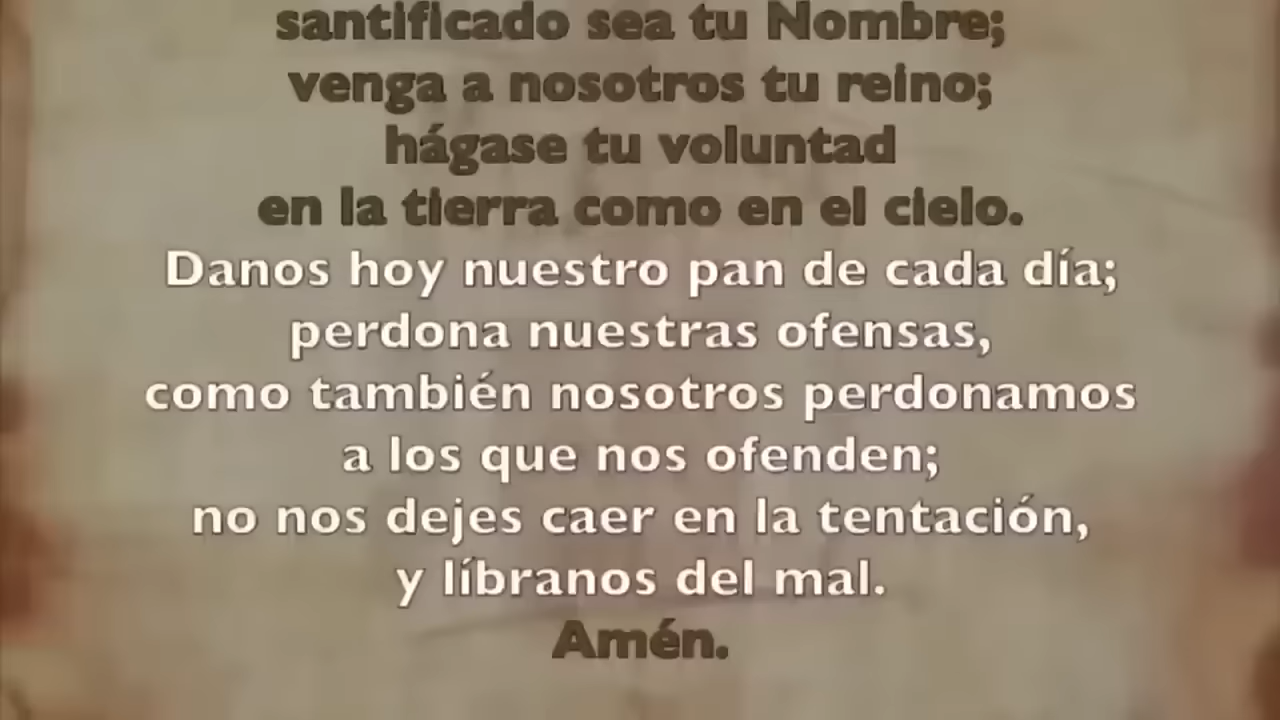 santificado sea tu Nombre;
venga a nosotros tu reino;
hágase tu voluntad
en la tierra como en el cielo.
Danos hoy nuestro pan de cada día;
perdona nuestras ofensas,
como también nosotros perdonamos
a los que nos ofenden;
no nos dejes caer en la tentación,
y líbranos del mal.
Amén.